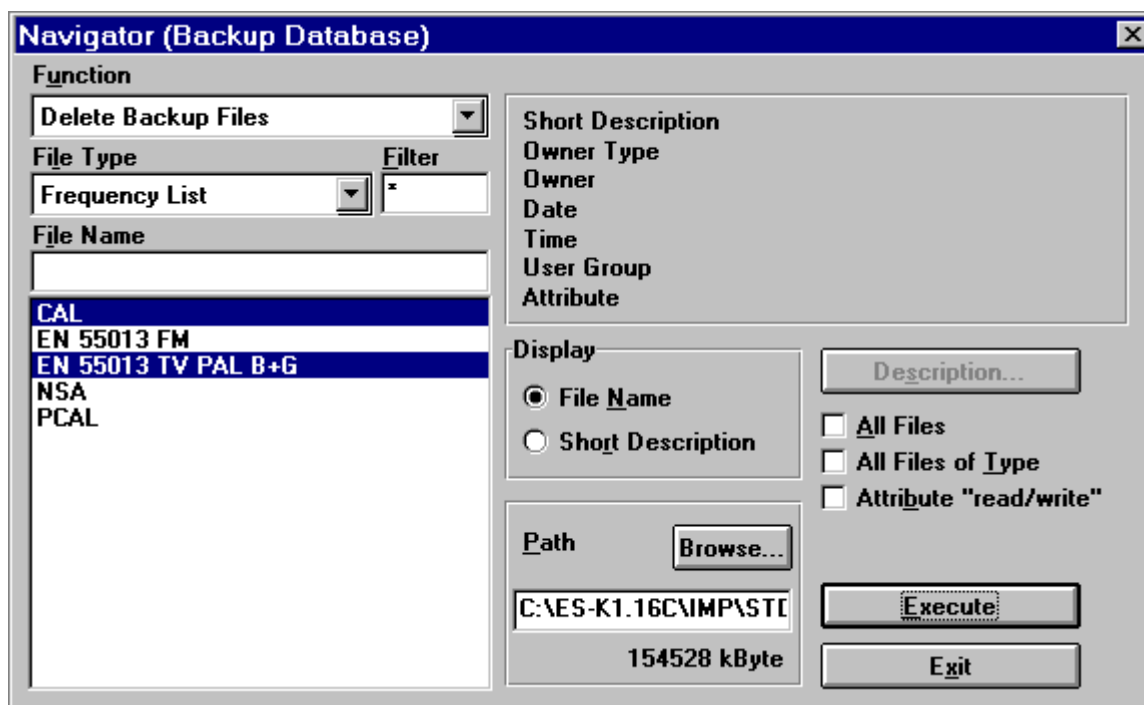 Navigator (Backup Database)
Function
Delete Backup Files
File Type
Filter
Frequency List
*
File Name
CAL
EN 55013 FM
EN 55013 TV PAL B+G
NSA
PCAL
Short Description
Owner Type
Owner
Date
Time
User Group
Attribute
Display
File Name
Short Description
Description...
All Files
All Files of Type
Attribute "read/write"
Path
Browse...
C:\ES-K1.16C\IMP\STD
154528 kByte
Execute
Exit